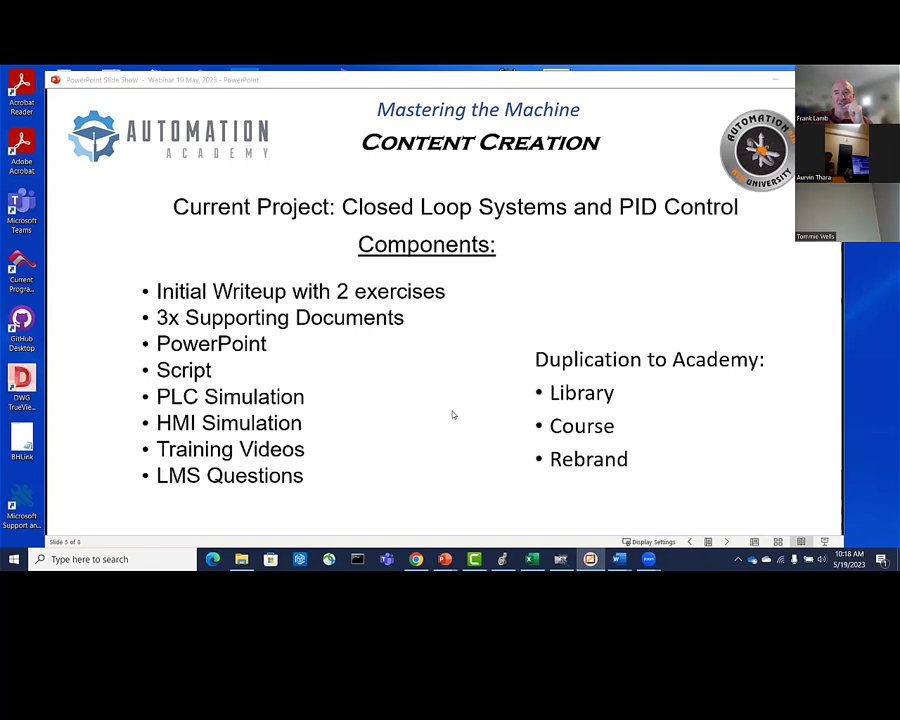 PowerPoint Slide Show - Webinar 19 May, 2023 - PowerPoint
Acrobat
Reader
Adobe
Acrobat
Microsoft
Teams
Current
Progra...
GitHub
Desktop
DWG
TrueVie...
BHLink
Microsoft
Support an...
AUTOMATION
ACADEMY
Mastering the Machine
CONTENT CREATION
AUTOMATION
UNIVERSITY
Frank Lamb
Aurvin Thara
Tommie Wells
Current Project: Closed Loop Systems and PID Control
Components:
• Initial Writeup with 2 exercises
• 3x Supporting Documents
• PowerPoint
• Script
• PLC Simulation
• HMI Simulation
• Training Videos
• LMS Questions
Duplication to Academy:
• Library
• Course
• Rebrand
Slide 5 of 8
Display Settings
Type here to search
10:18 AM
5/19/2023